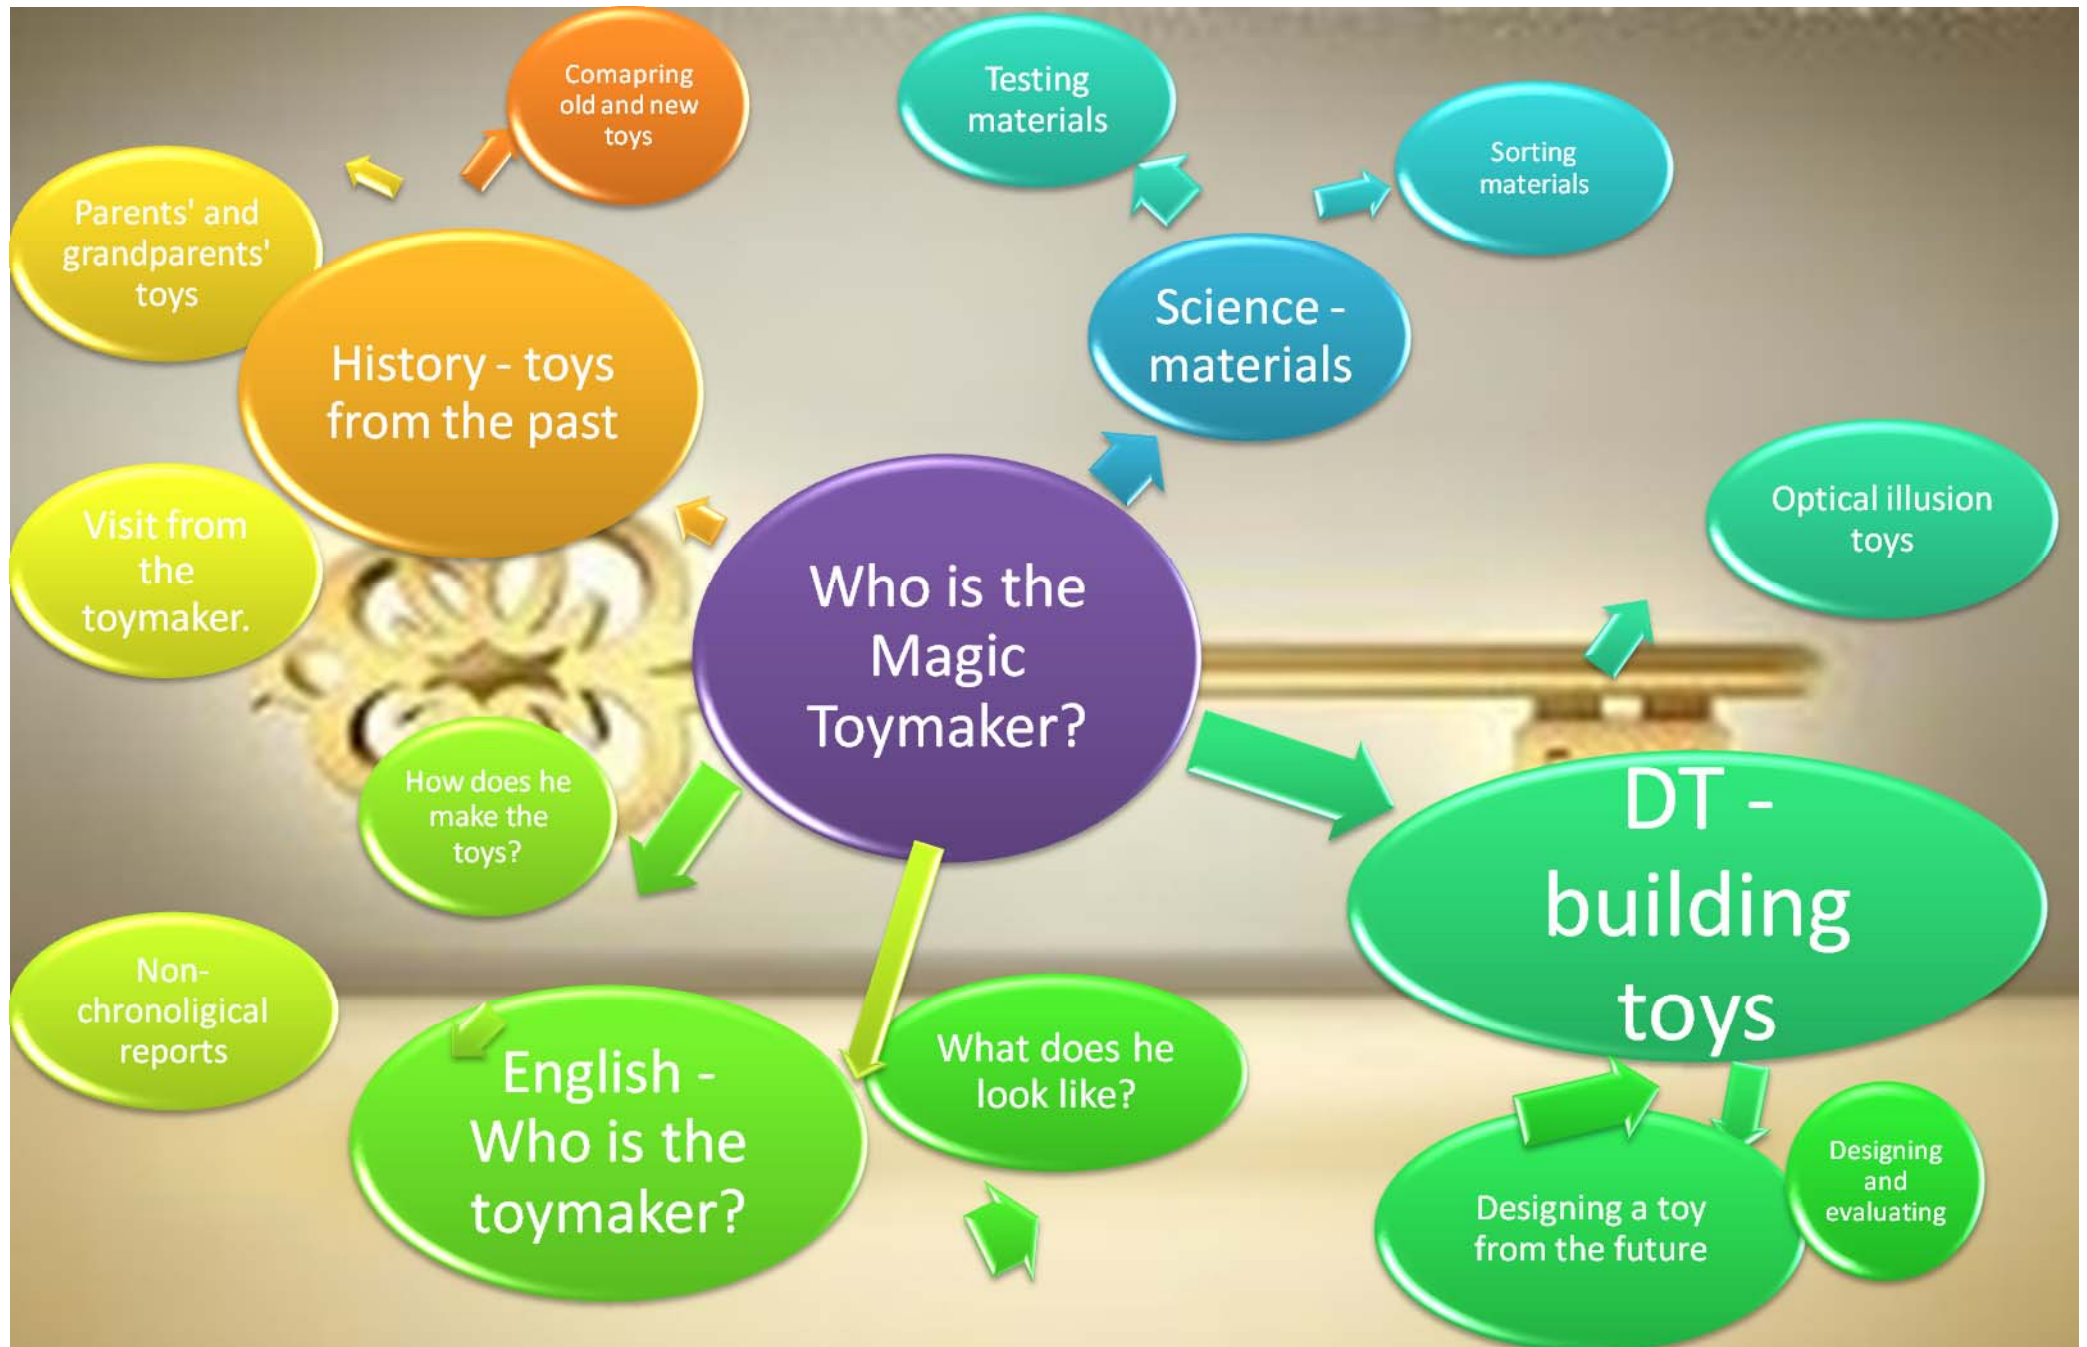 Comapring
old and new
toys
Testing
materials
Sorting
materials
Parents' and
grandparents'
toys
History - toys
from the past
Science -
materials
Optical illusion
toys
Visit from
the
toymaker.
Who is the
Magic
Toymaker?
How does he
make the
toys?
DT -
building
toys
Non-
chronoligical
reports
English -
Who is the
toymaker?
What does he
look like?
Designing a toy
from the future
Designing
and
evaluating